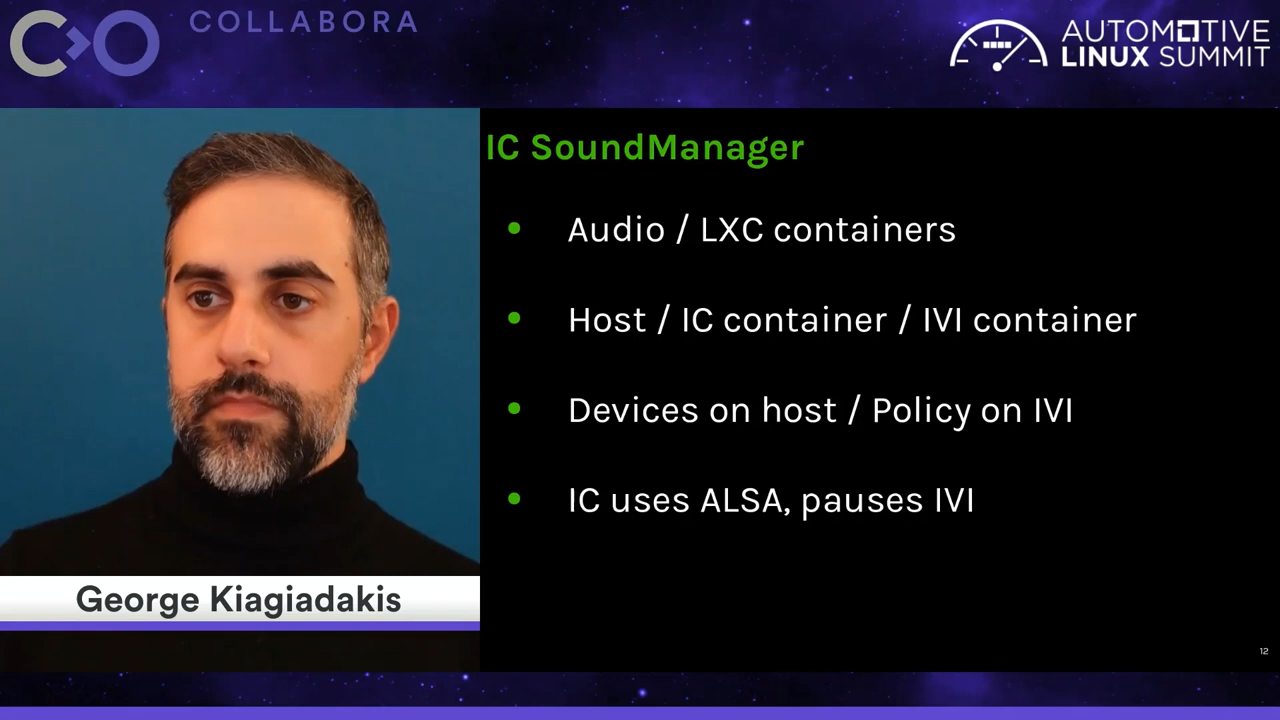 COLLABORA
AUTOMOTIVE
LINUX SUMMIT
IC SoundManager
Audio / LXC containers
Host / IC container / IVI container
Devices on host / Policy on IVI
IC uses ALSA, pauses IVI
George Kiagiadakis
12